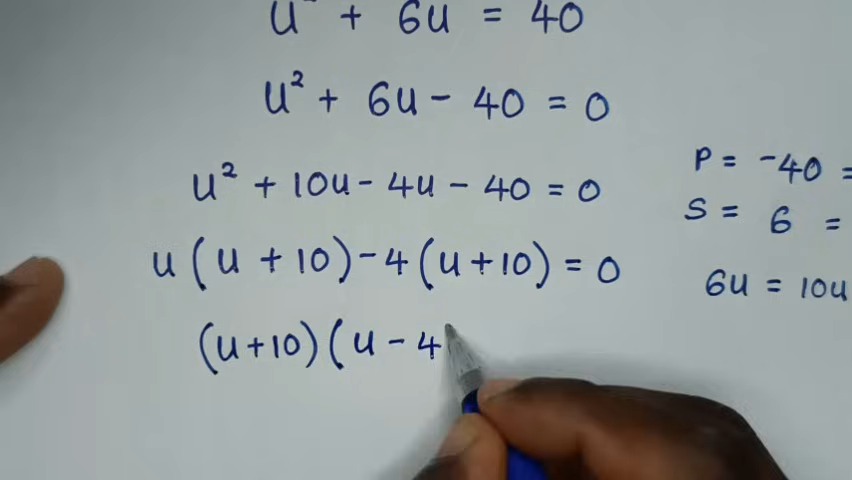 u² + 6u = 40
u² + 6u - 40 = 0
u² + 10u - 4u - 40 = 0
u(u + 10) - 4(u + 10) = 0
(u + 10)(u - 4
P = -40 =
S = 6 =
6u = 10u